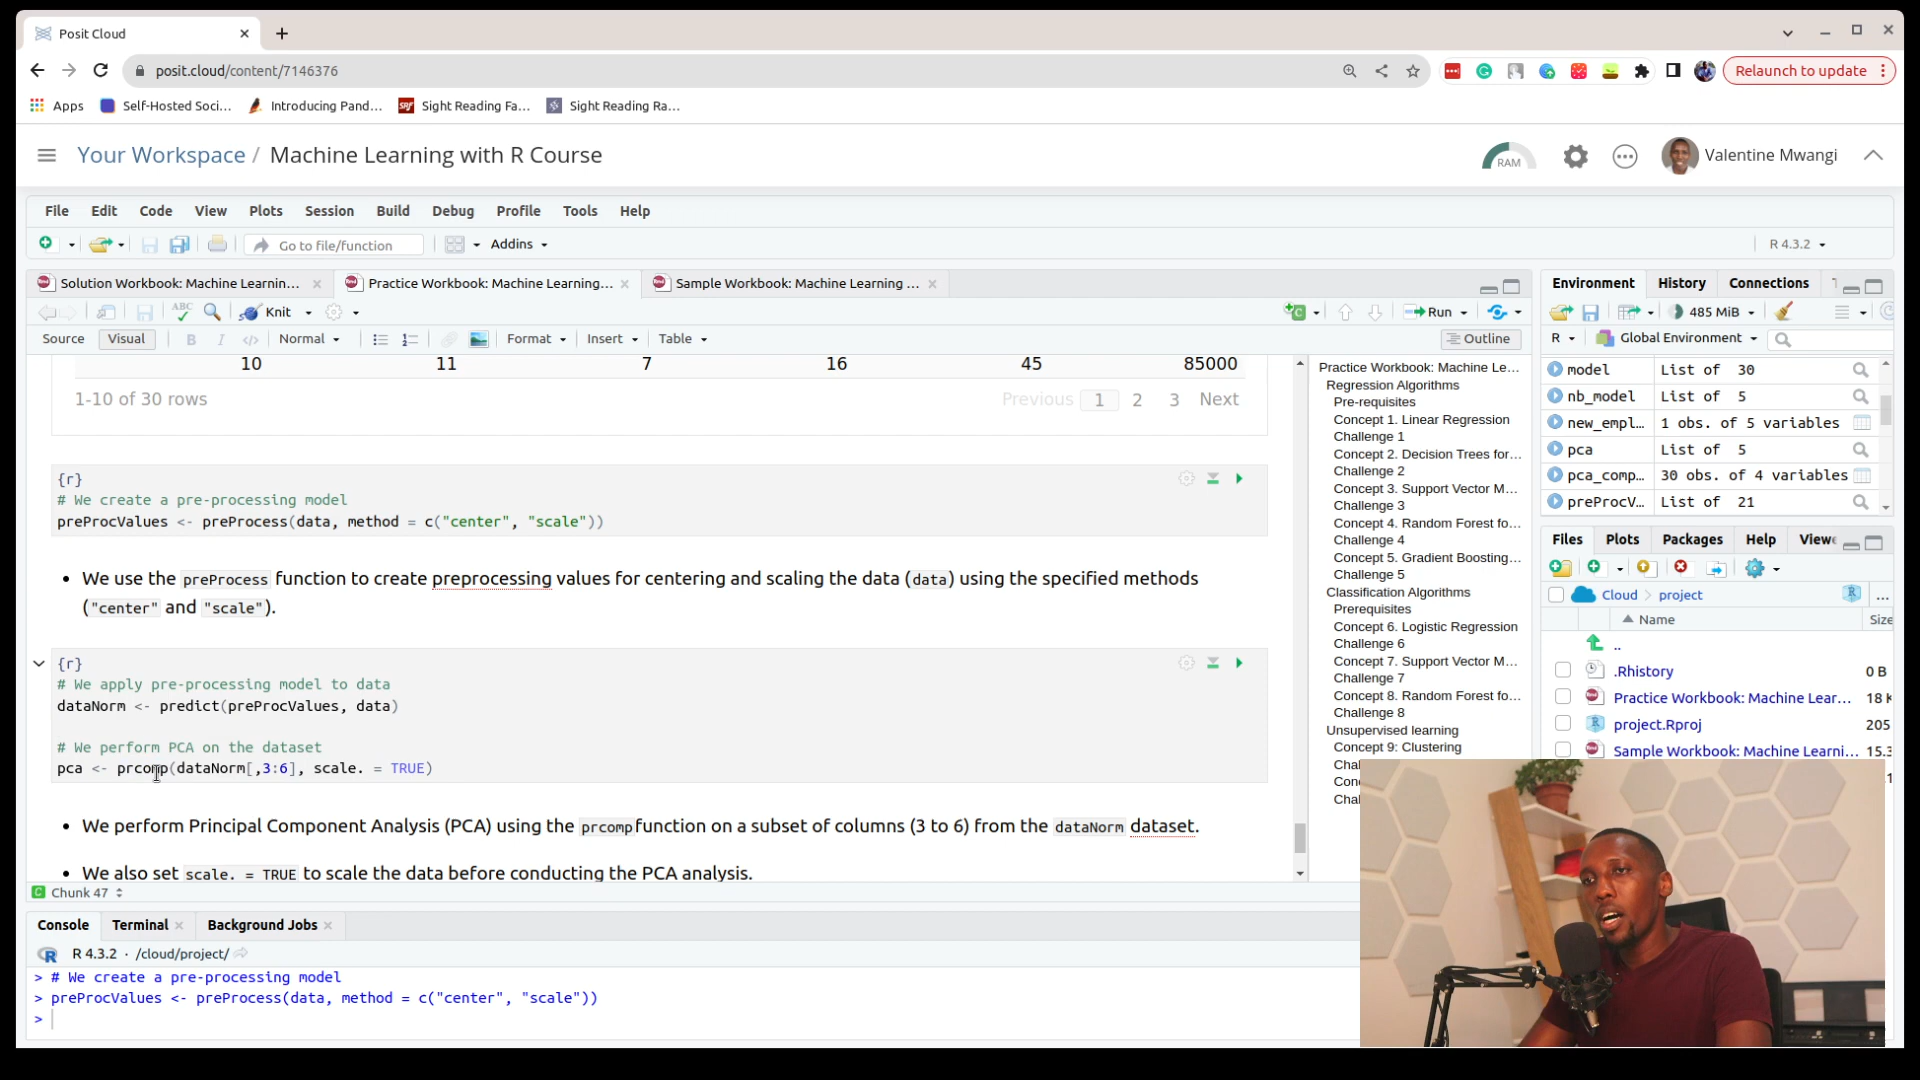 Posit Cloud
posit.cloud/content/7146376
Relaunch to update
Apps Self-Hosted Soci... Introducing Pand... Sight Reading Fa... Sight Reading Ra...
Your Workspace / Machine Learning with R Course
RAM
Valentine Mwangi
File Edit Code View Plots Session Build Debug Profile Tools Help
Go to file/function Addins R 4.3.2
Solution Workbook: Machine Learnin... Practice Workbook: Machine Learning... Sample Workbook: Machine Learning ...
Knit Run
Source Visual B I Normal Format Insert Table Outline
10 11 7 16 45 85000
1-10 of 30 rows Previous 1 2 3 Next
{r}
# We create a pre-processing model
preProcValues <- preProcess(data, method = c("center", "scale"))
• We use the preProcess function to create preprocessing values for centering and scaling the data (data) using the specified methods
("center" and "scale").
{r}
# We apply pre-processing model to data
dataNorm <- predict(preProcValues, data)
# We perform PCA on the dataset
pca <- prcomp(dataNorm[,3:6], scale. = TRUE)
• We perform Principal Component Analysis (PCA) using the prcomp function on a subset of columns (3 to 6) from the dataNorm dataset.
• We also set scale. = TRUE to scale the data before conducting the PCA analysis.
Chunk 47
Practice Workbook: Machine Le...
Regression Algorithms
Pre-requisites
Concept 1. Linear Regression
Challenge 1
Concept 2. Decision Trees for...
Challenge 2
Concept 3. Support Vector M...
Challenge 3
Concept 4. Random Forest fo...
Challenge 4
Concept 5. Gradient Boosting...
Challenge 5
Classification Algorithms
Prerequisites
Concept 6. Logistic Regression
Challenge 6
Concept 7. Support Vector M...
Challenge 7
Concept 8. Random Forest fo...
Challenge 8
Unsupervised learning
Concept 9: Clustering
Cha
Con
Cha
Console Terminal Background Jobs
R 4.3.2 · /cloud/project/
> # We create a pre-processing model
> preProcValues <- preProcess(data, method = c("center", "scale"))
>
Environment History Connections
485 MiB
R Global Environment
model List of 30
nb_model List of 5
new_empl... 1 obs. of 5 variables
pca List of 5
pca_comp... 30 obs. of 4 variables
preProcV... List of 21
Files Plots Packages Help View
Cloud > project ...
Name Size
..
.Rhistory 0 B
Practice Workbook: Machine Lear... 18 K
project.Rproj 205
Sample Workbook: Machine Learni... 15.3